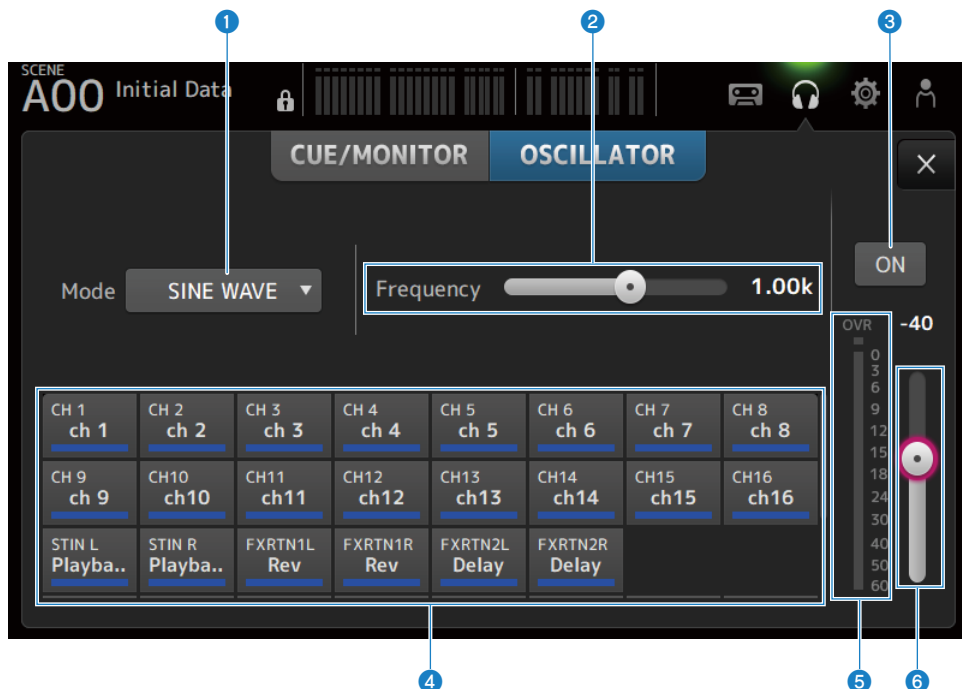 1
2
3
SCENE
A00 Initial Data
CUE/MONITOR
OSCILLATOR
Mode
SINE WAVE
Frequency
1.00k
ON
OVR
-40
0
3
6
9
12
15
18
24
30
40
50
60
CH 1
CH 2
CH 3
CH 4
CH 5
CH 6
CH 7
CH 8
ch 1
ch 2
ch 3
ch 4
ch 5
ch 6
ch 7
ch 8
CH 9
CH10
CH11
CH12
CH13
CH14
CH15
CH16
ch 9
ch10
ch11
ch12
ch13
ch14
ch15
ch16
STIN L
STIN R
FXRTN1L
FXRTN1R
FXRTN2L
FXRTN2R
Playba..
Playba..
Rev
Rev
Delay
Delay
4
5
6